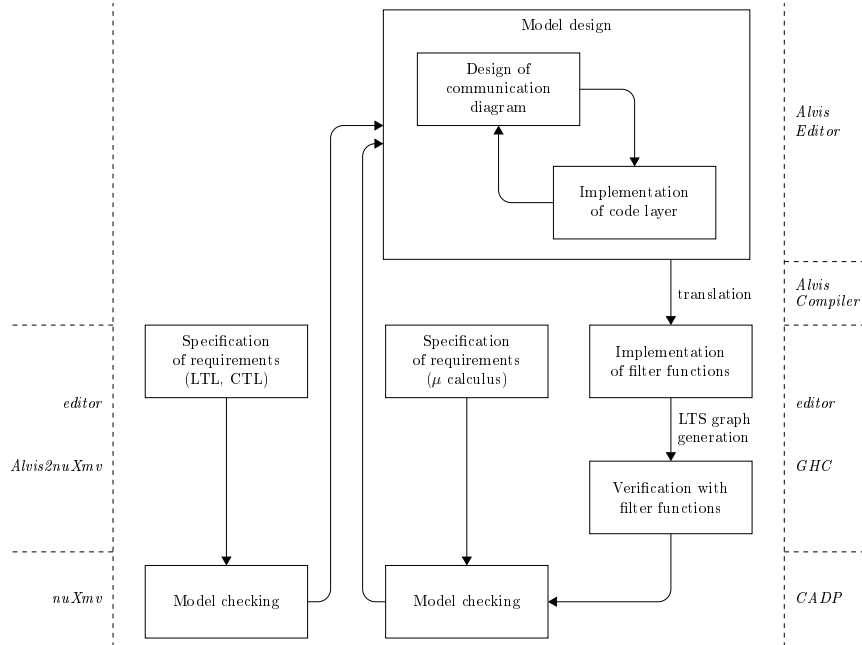 Model design
Design of
communication
diagram
Implementation
of code layer
Alvis
Editor
translation
Alvis
Compiler
Specification
of requirements
(LTL, CTL)
Specification
of requirements
(μ calculus)
Implementation
of filter functions
editor
LTS graph
generation
editor
Alvis2nuXmv
Verification with
filter functions
GHC
nuXmv
Model checking
Model checking
CADP